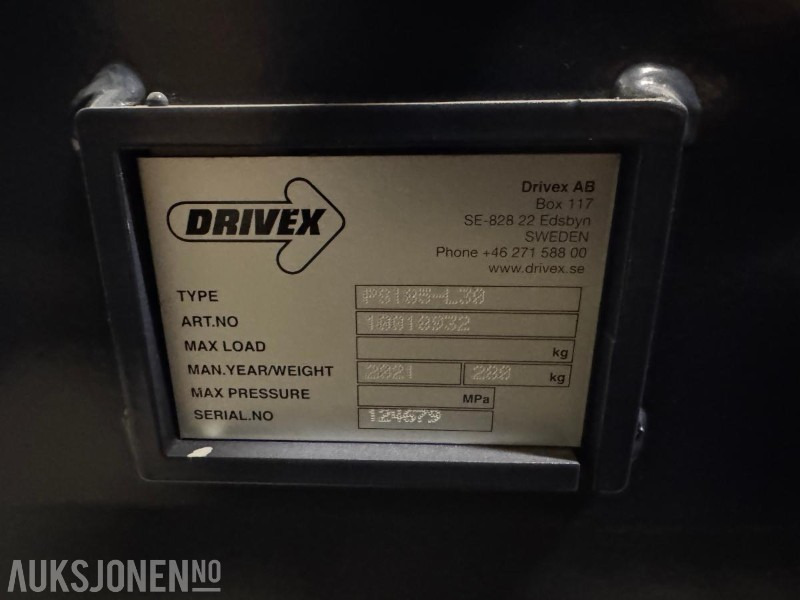 DRIVEX
Drivex AB
Box 117
SE-828 22 Edsbyn
SWEDEN
Phone +46 271 588 00
www.drivex.se
TYPE PS185-L30
ART.NO 10018932
MAX LOAD kg
MAN.YEAR/WEIGHT 2021 280 kg
MAX PRESSURE MPa
SERIAL.NO 124679
AUKSJONEN.NO